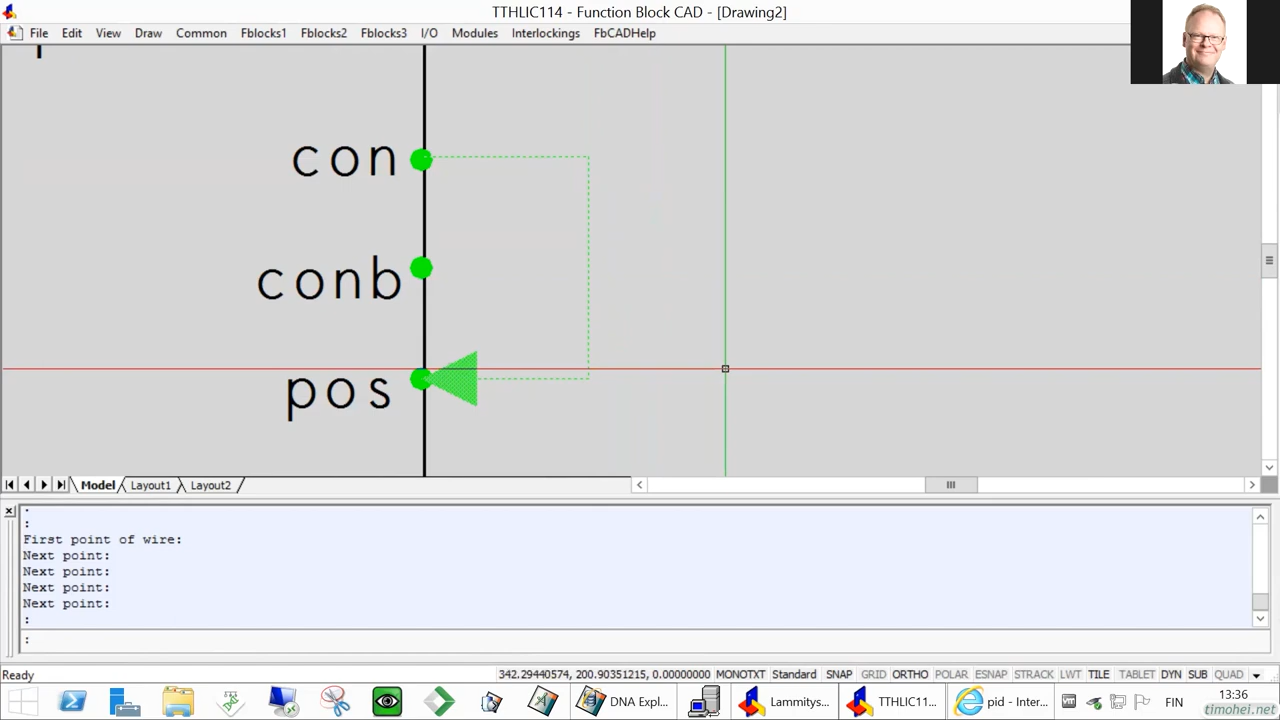 TTHLIC114 - Function Block CAD - [Drawing2]
File Edit View Draw Common Fblocks1 Fblocks2 Fblocks3 I/O Modules Interlockings FbCADHelp
con
conb
pos
Model Layout1 Layout2
:
First point of wire:
Next point:
Next point:
Next point:
Next point:
:
:
Ready 342.29440574, 200.90351215, 0.00000000 MONOTXT Standard SNAP GRID ORTHO POLAR ESNAP STRACK LWT TILE TABLET DYN SUB QUAD
DNA Expl... Lammitys... TTHLIC11... pid - Inter... FIN 13:36
timohei.net